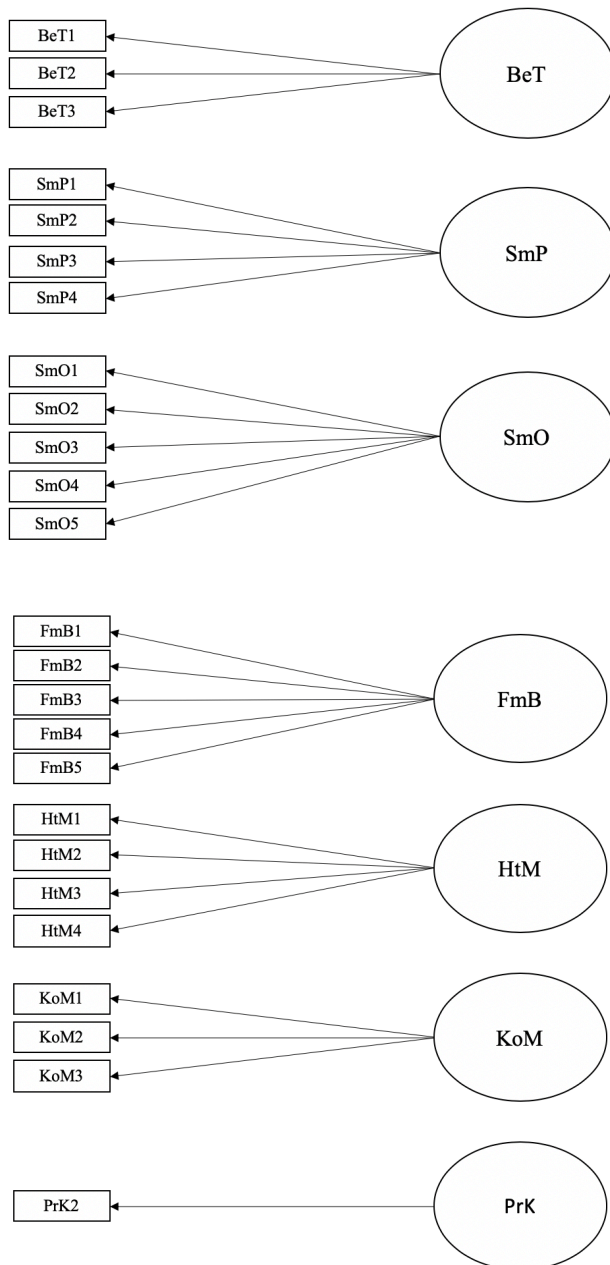 BeT1
BeT2
BeT3
BeT
SmP1
SmP2
SmP3
SmP4
SmP
SmO1
SmO2
SmO3
SmO4
SmO5
SmO
FmB1
FmB2
FmB3
FmB4
FmB5
FmB
HtM1
HtM2
HtM3
HtM4
HtM
KoM1
KoM2
KoM3
KoM
PrK2
PrK